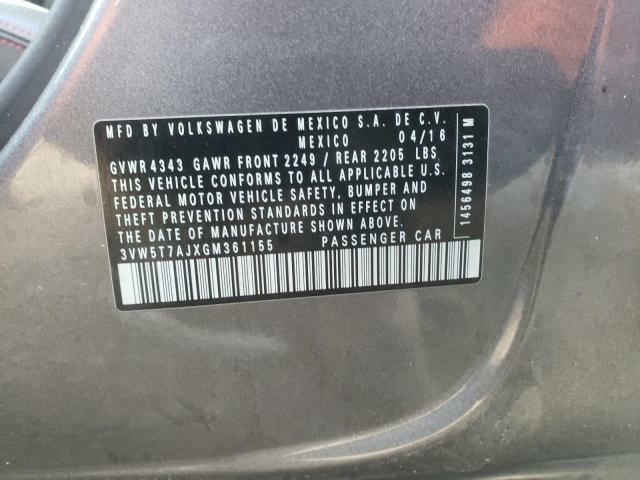 MFD BY VOLKSWAGEN DE MEXICO S.A. DE C.V.
MEXICO 04/16
GVWR 4343 GAWR FRONT 2249 / REAR 2205 LBS
THIS VEHICLE CONFORMS TO ALL APPLICABLE U.S.
FEDERAL MOTOR VEHICLE SAFETY, BUMPER AND
THEFT PREVENTION STANDARDS IN EFFECT ON
THE DATE OF MANUFACTURE SHOWN ABOVE.
3VW5T7AJXGM361155 PASSENGER CAR
1456498 3131 M